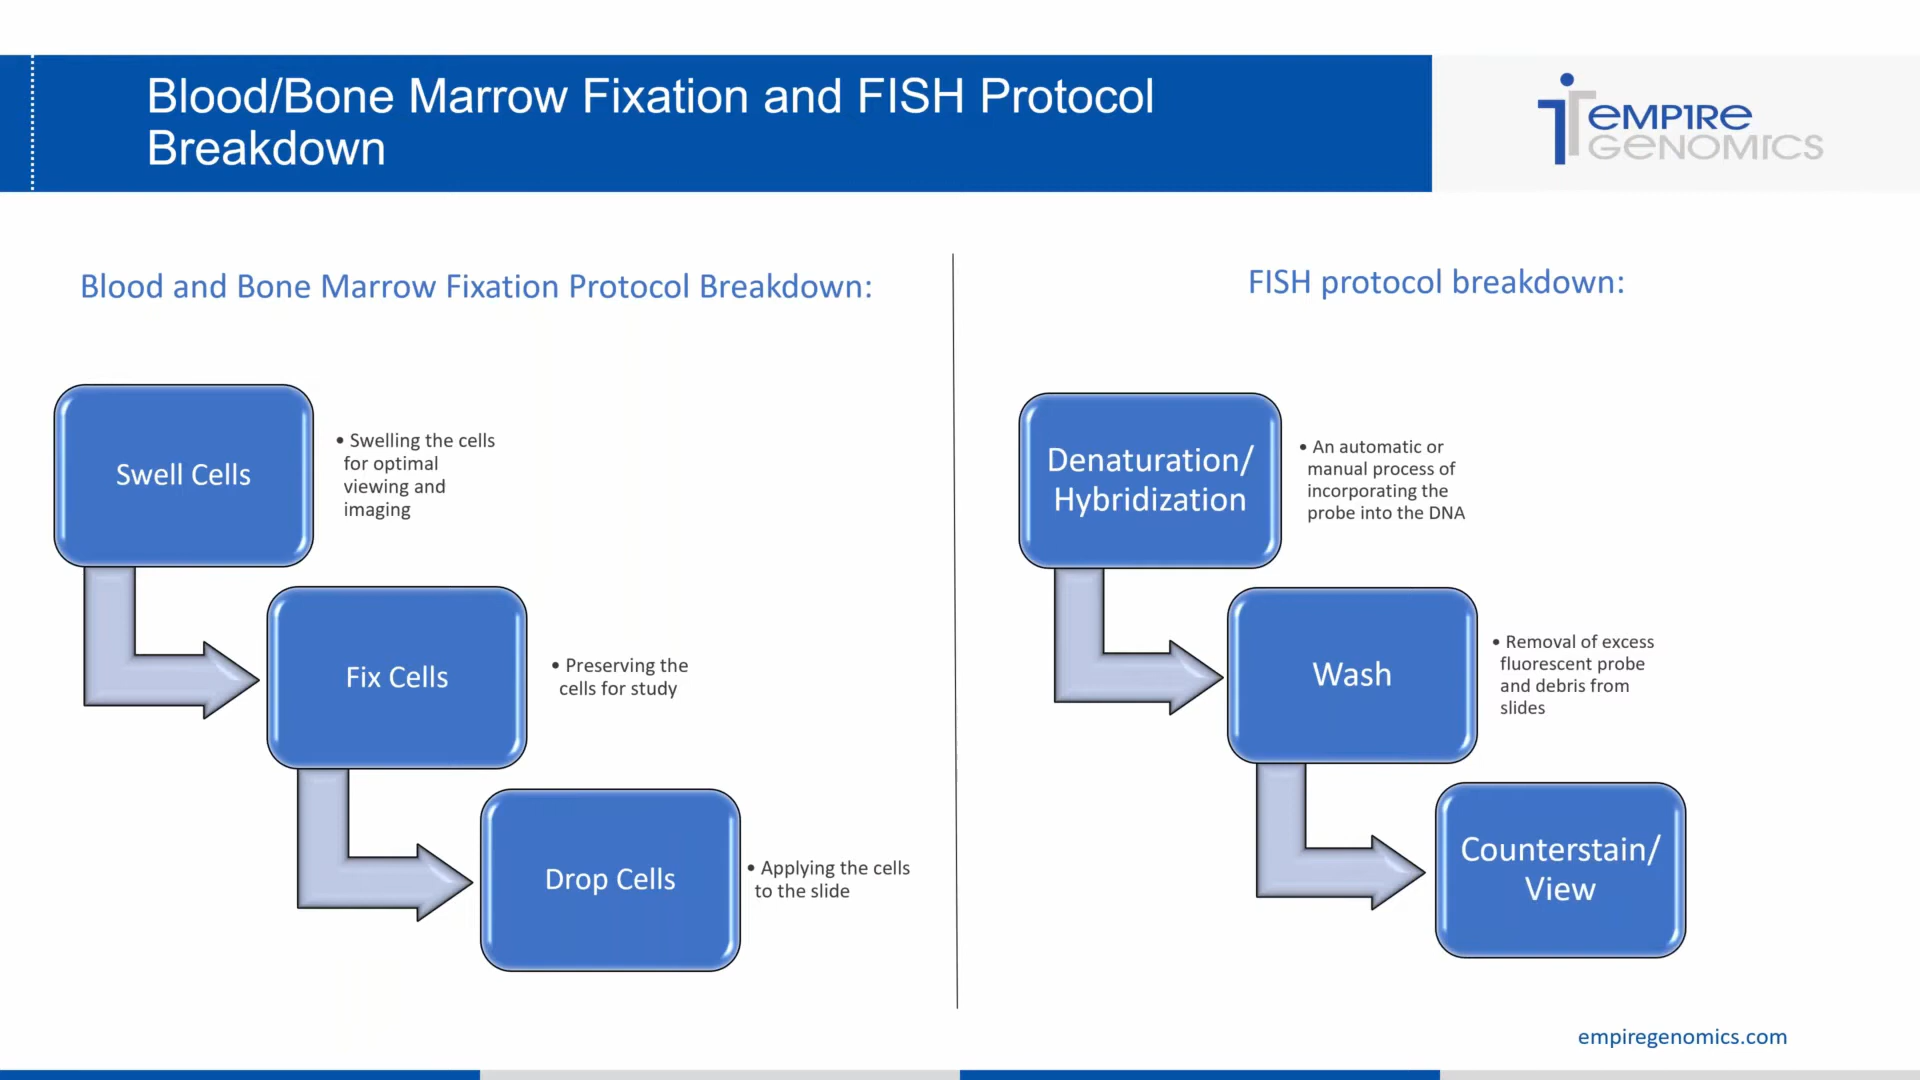 Blood/Bone Marrow Fixation and FISH Protocol
Breakdown
EMPIRE
GENOMICS
Blood and Bone Marrow Fixation Protocol Breakdown:
Swell Cells
• Swelling the cells
for optimal
viewing and
imaging
Fix Cells
• Preserving the
cells for study
Drop Cells
• Applying the cells
to the slide
FISH protocol breakdown:
Denaturation/
Hybridization
• An automatic or
manual process of
incorporating the
probe into the DNA
Wash
• Removal of excess
fluorescent probe
and debris from
slides
Counterstain/
View
empiregenomics.com